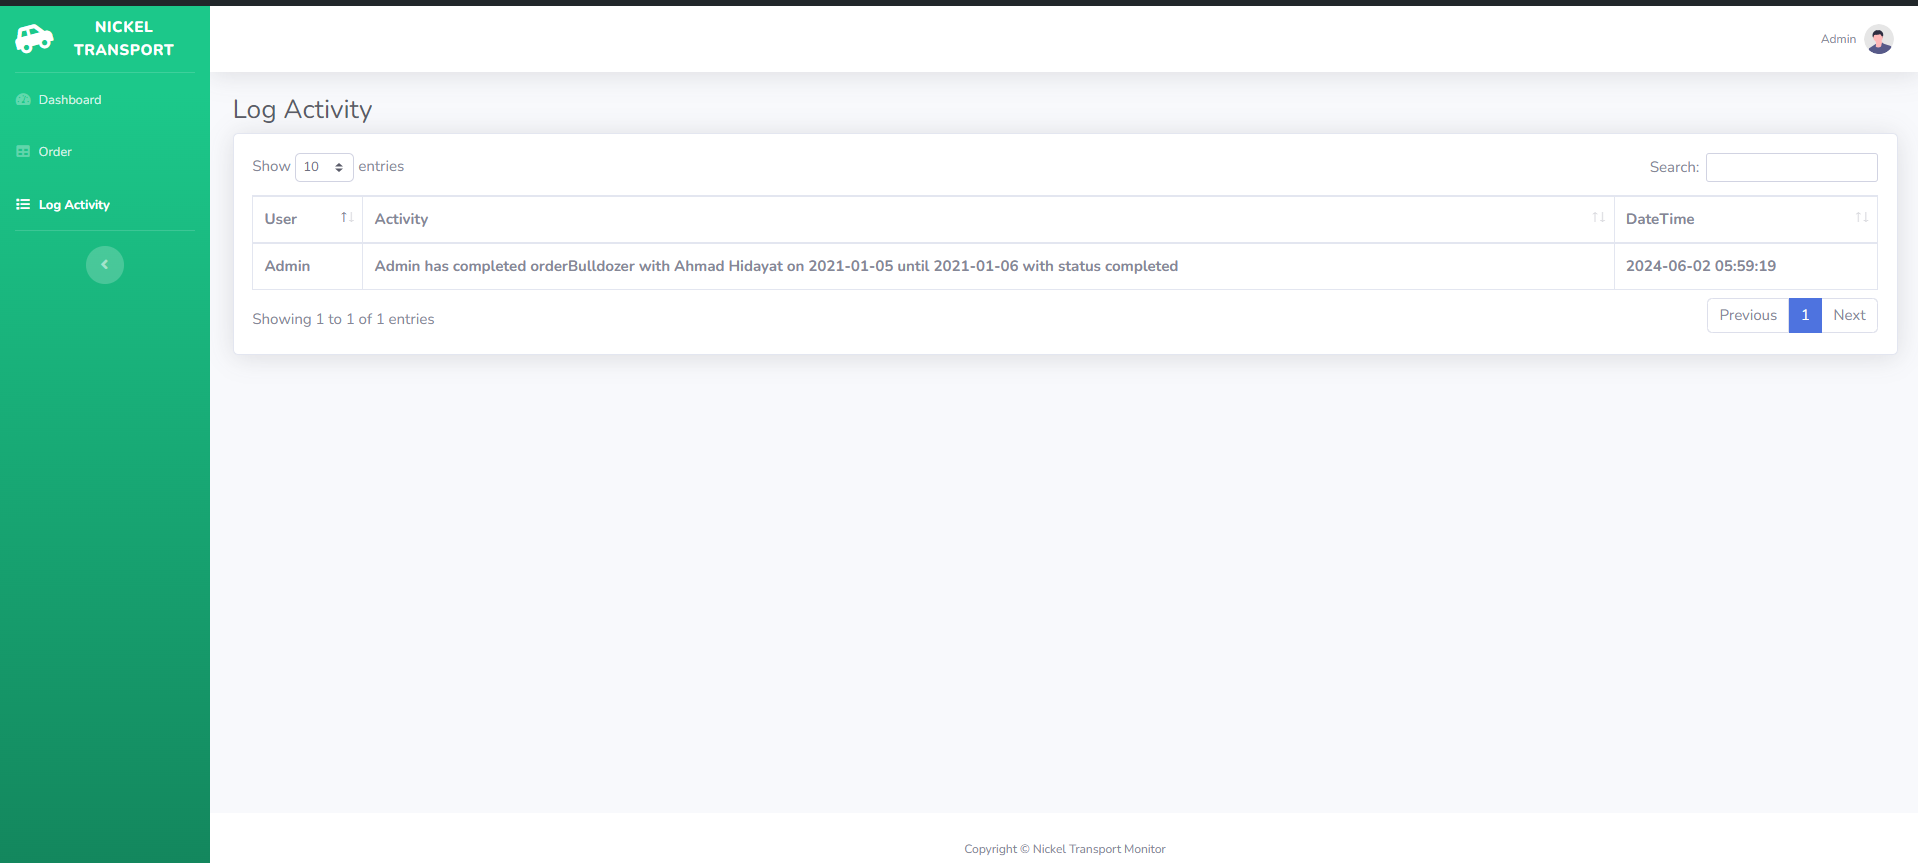 NICKEL
TRANSPORT
Dashboard
Order
Log Activity
Admin
Log Activity
Show 10 entries
Search:
User Activity DateTime
Admin Admin has completed orderBulldozer with Ahmad Hidayat on 2021-01-05 until 2021-01-06 with status completed 2024-06-02 05:59:19
Showing 1 to 1 of 1 entries
Previous 1 Next
Copyright © Nickel Transport Monitor